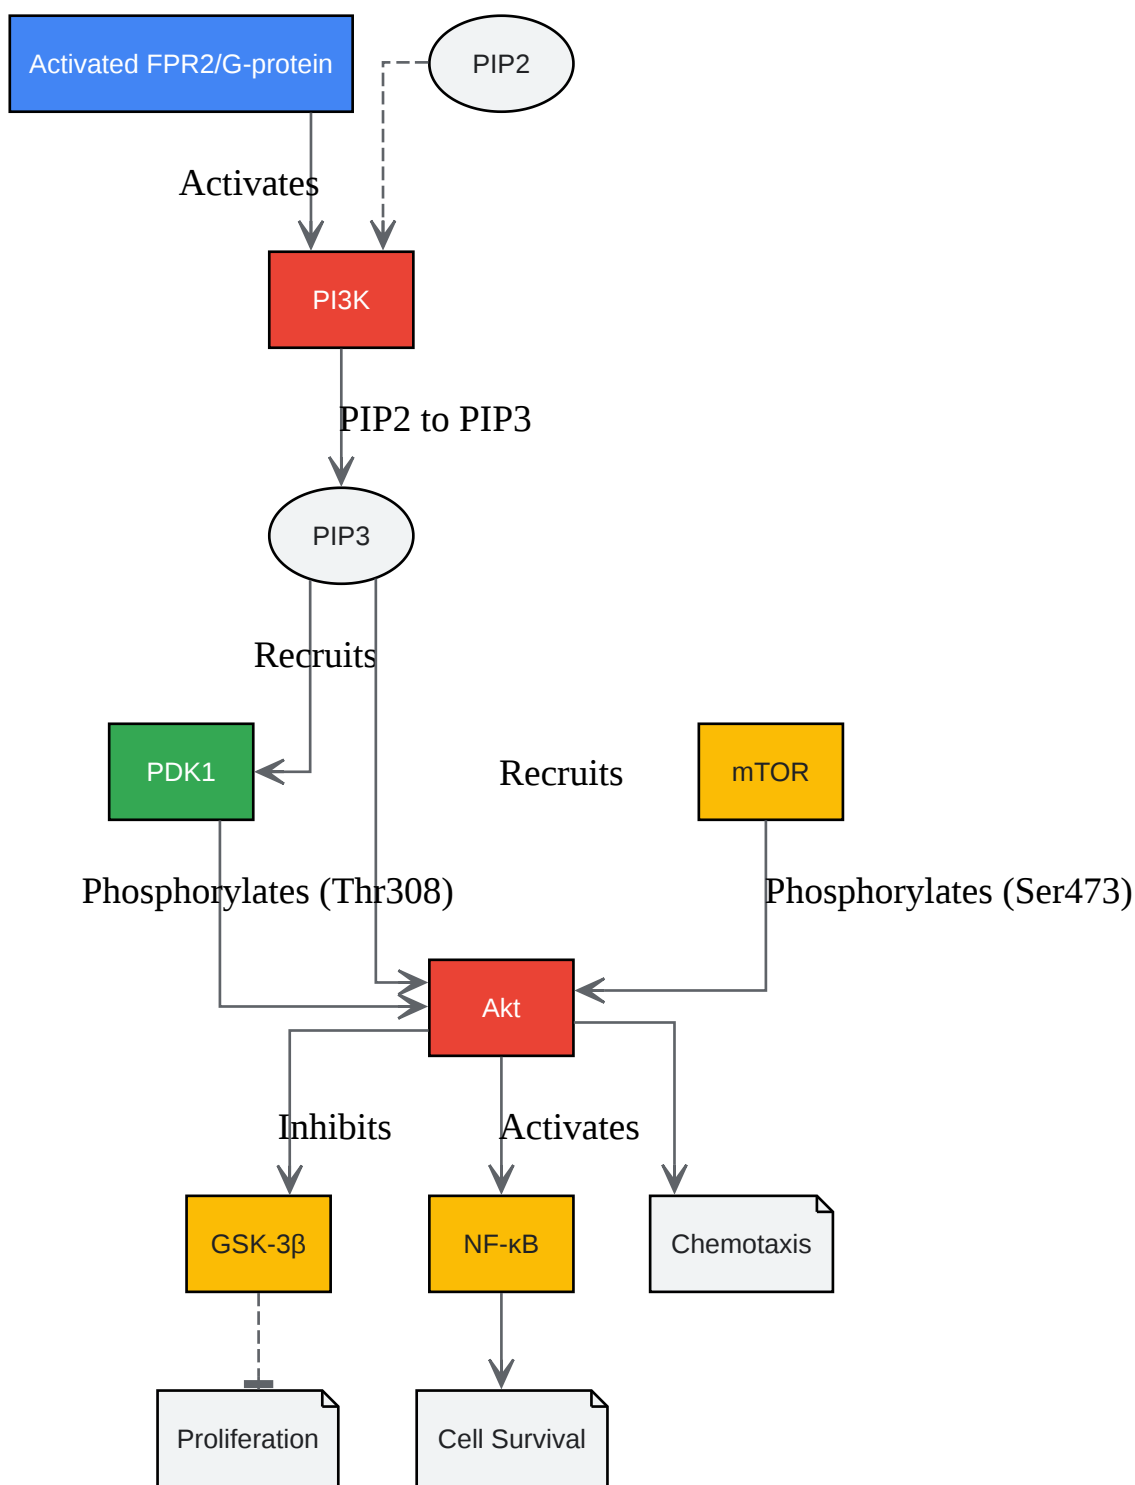 Activated FPR2/G-protein
PIP2
Activates
PI3K
PIP2 to PIP3
PIP3
Recruits
PDK1
Recruits
mTOR
Phosphorylates (Thr308)
Phosphorylates (Ser473)
Akt
Inhibits
Activates
GSK-3β
NF-κB
Chemotaxis
Proliferation
Cell Survival